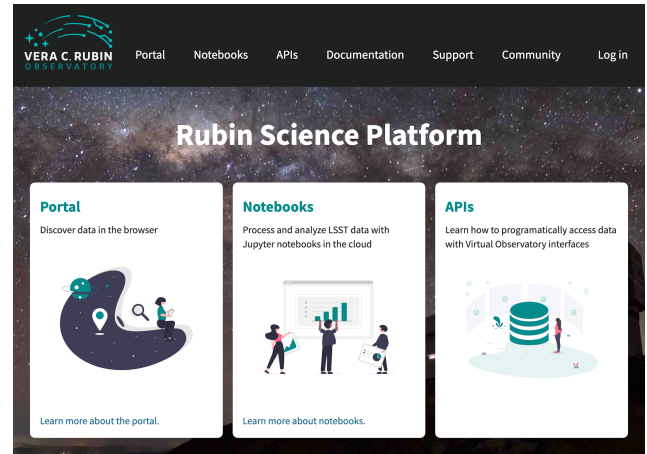 VERA C. RUBIN
OBSERVATORY
Portal
Notebooks
APIs
Documentation
Support
Community
Log in
Rubin Science Platform
Portal
Discover data in the browser
Learn more about the portal.
Notebooks
Process and analyze LSST data with
Jupyter notebooks in the cloud
Learn more about notebooks.
APIs
Learn how to programatically access data
with Virtual Observatory interfaces